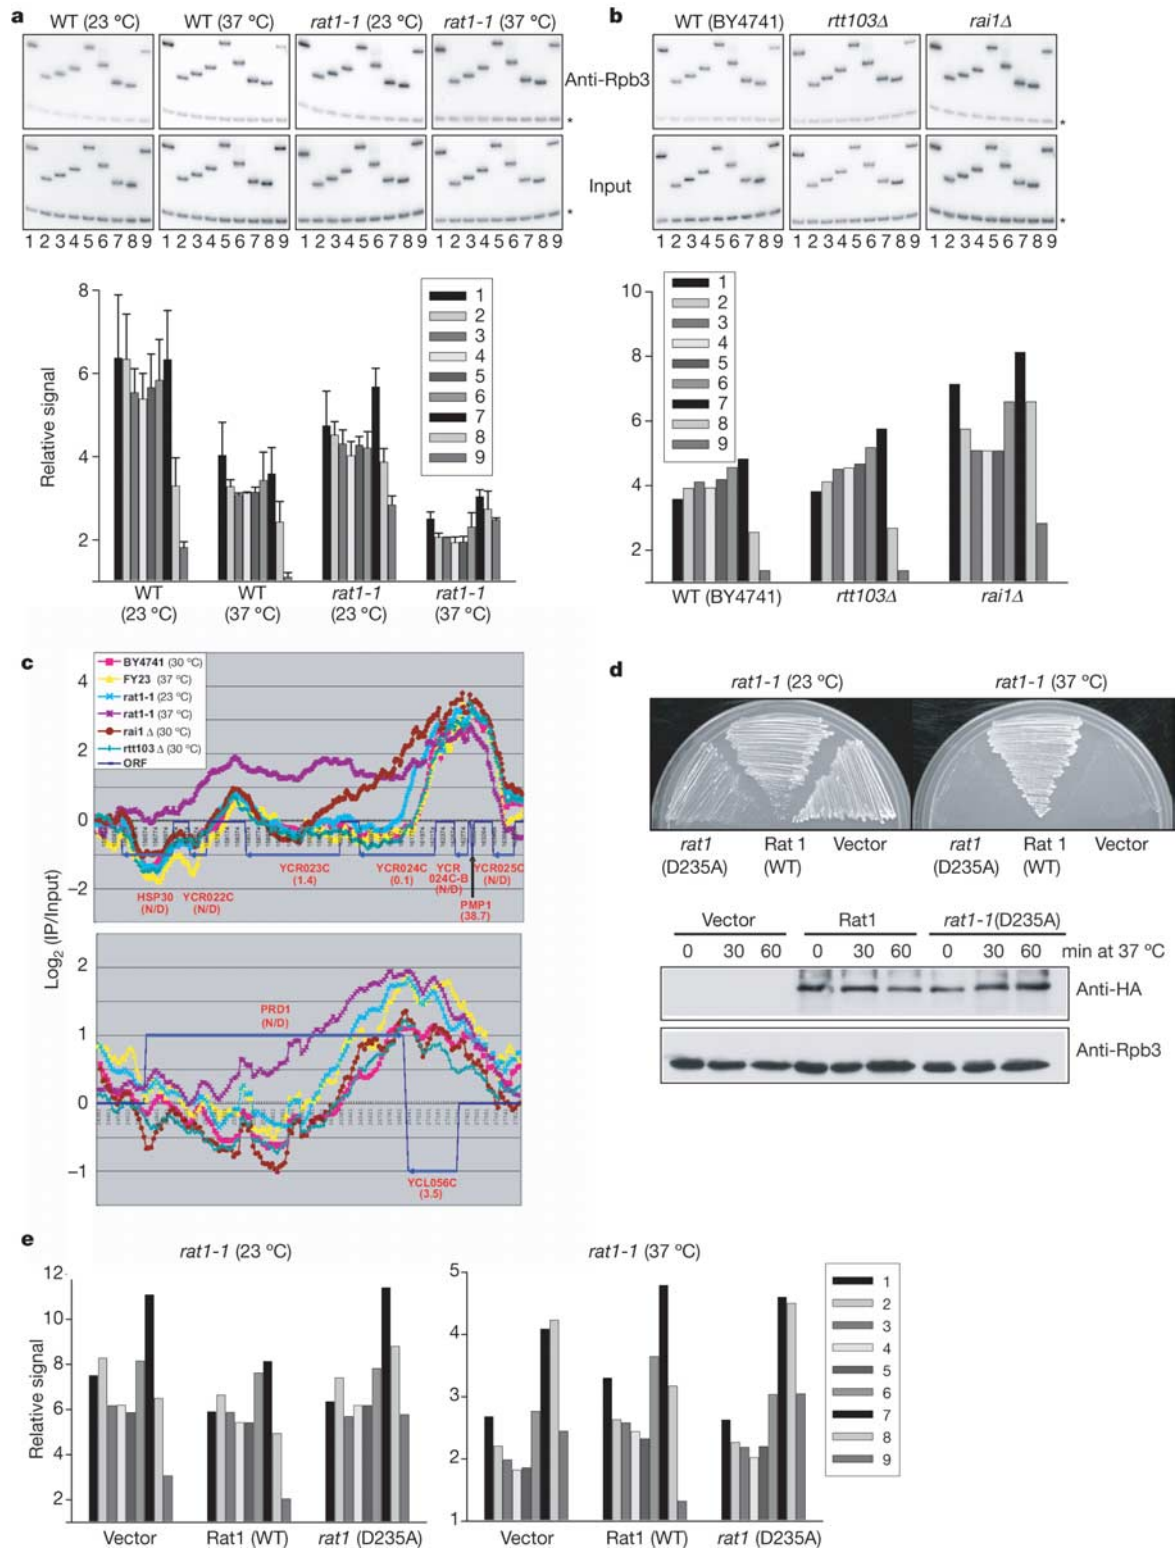 a
WT (23 °C) WT (37 °C) rat1-1 (23 °C) rat1-1 (37 °C)
Anti-Rpb3
*
Input
*
1 2 3 4 5 6 7 8 9 1 2 3 4 5 6 7 8 9 1 2 3 4 5 6 7 8 9 1 2 3 4 5 6 7 8 9
Relative signal
8
6
4
2
1
2
3
4
5
6
7
8
9
WT (23 °C) WT (37 °C) rat1-1 (23 °C) rat1-1 (37 °C)
b
WT (BY4741) rtt103Δ rai1Δ
*
*
1 2 3 4 5 6 7 8 9 1 2 3 4 5 6 7 8 9 1 2 3 4 5 6 7 8 9
10
8
6
4
2
1
2
3
4
5
6
7
8
9
WT (BY4741) rtt103Δ rai1Δ
c
BY4741 (30 °C)
FY23 (37 °C)
rat1-1 (23 °C)
rat1-1 (37 °C)
rai1 Δ (30 °C)
rtt103 Δ (30 °C)
ORF
Log2 (IP/Input)
4
2
0
−2
HSP30 (N/D)
YCR022C (N/D)
YCR023C (1.4)
YCR024C (0.1)
YCR 024C-B (N/D)
YCR025C (N/D)
PMP1 (38.7)
2
1
0
−1
PRD1 (N/D)
YCL056C (3.5)
d
rat1-1 (23 °C) rat1-1 (37 °C)
rat1 (D235A) Rat 1 (WT) Vector rat1 (D235A) Rat 1 (WT) Vector
Vector Rat1 rat1-1(D235A)
0 30 60 0 30 60 0 30 60 min at 37 °C
Anti-HA
Anti-Rpb3
e
rat1-1 (23 °C)
Relative signal
12
10
8
6
4
2
Vector Rat1 (WT) rat1 (D235A)
rat1-1 (37 °C)
5
4
3
2
1
Vector Rat1 (WT) rat1 (D235A)
1
2
3
4
5
6
7
8
9